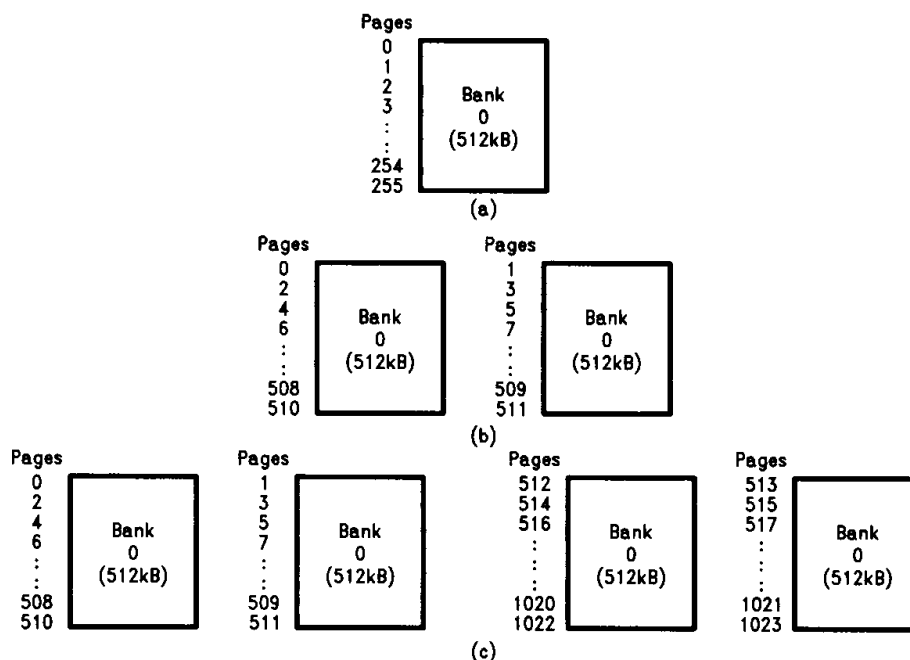 Pages
0
1
2
3
:
:
254
255
Bank
0
(512kB)
(a)
Pages
0
2
4
6
:
:
508
510
Bank
0
(512kB)
Pages
1
3
5
7
:
:
509
511
Bank
0
(512kB)
(b)
Pages
0
2
4
6
:
:
508
510
Bank
0
(512kB)
Pages
1
3
5
7
:
:
509
511
Bank
0
(512kB)
Pages
512
514
516
:
:
1020
1022
Bank
0
(512kB)
Pages
513
515
517
:
:
1021
1023
Bank
0
(512kB)
(c)